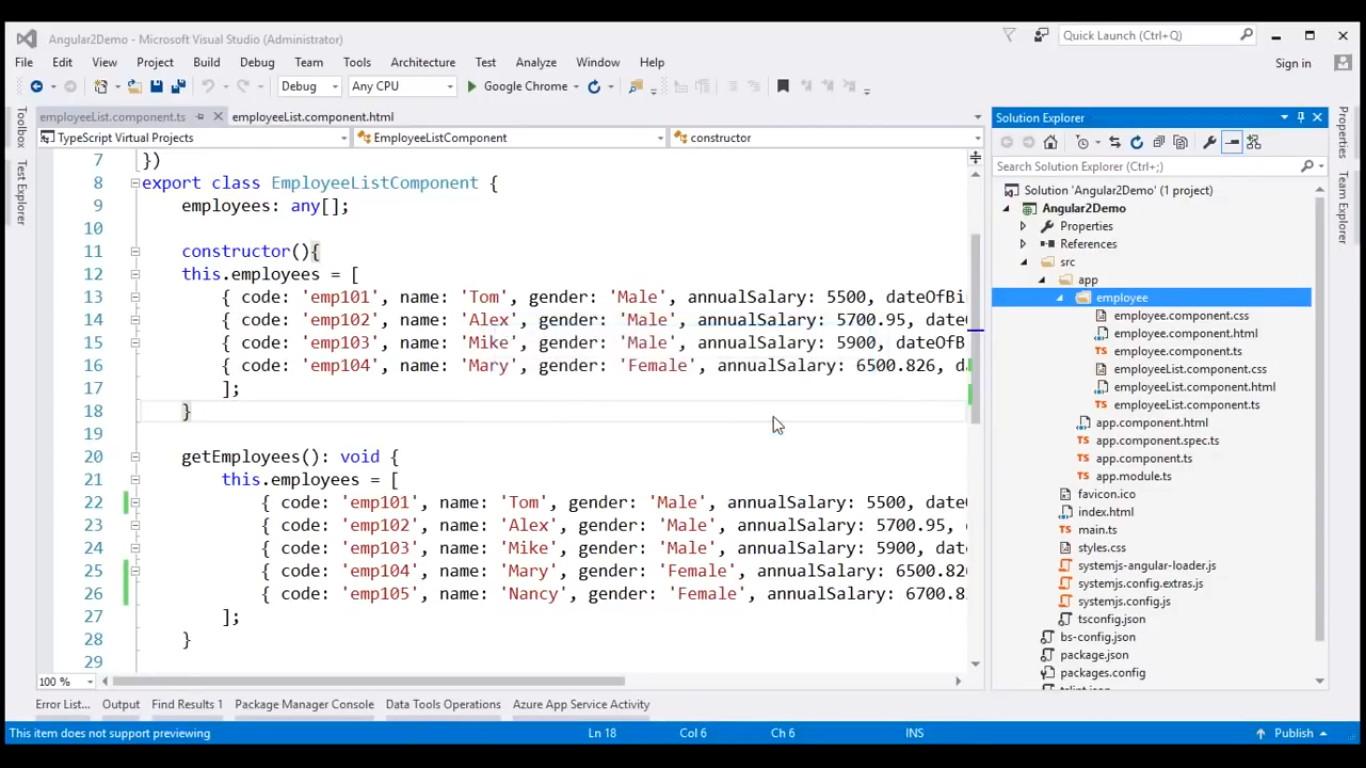 Angular2Demo - Microsoft Visual Studio (Administrator)
Quick Launch (Ctrl+Q)
File Edit View Project Build Debug Team Tools Architecture Test Analyze Window Help
Sign in
Debug Any CPU Google Chrome
Toolbox
Test Explorer
employeeList.component.ts employeeList.component.html
TypeScript Virtual Projects EmployeeListComponent constructor
7 })
8 export class EmployeeListComponent {
9 employees: any[];
10
11 constructor(){
12 this.employees = [
13 { code: 'emp101', name: 'Tom', gender: 'Male', annualSalary: 5500, dateOfBi
14 { code: 'emp102', name: 'Alex', gender: 'Male', annualSalary: 5700.95, date
15 { code: 'emp103', name: 'Mike', gender: 'Male', annualSalary: 5900, dateOfB
16 { code: 'emp104', name: 'Mary', gender: 'Female', annualSalary: 6500.826, d
17 ];
18 }
19
20 getEmployees(): void {
21 this.employees = [
22 { code: 'emp101', name: 'Tom', gender: 'Male', annualSalary: 5500, date
23 { code: 'emp102', name: 'Alex', gender: 'Male', annualSalary: 5700.95,
24 { code: 'emp103', name: 'Mike', gender: 'Male', annualSalary: 5900, dat
25 { code: 'emp104', name: 'Mary', gender: 'Female', annualSalary: 6500.82
26 { code: 'emp105', name: 'Nancy', gender: 'Female', annualSalary: 6700.8
27 ];
28 }
29
100 %
Solution Explorer
Search Solution Explorer (Ctrl+;)
Solution 'Angular2Demo' (1 project)
Angular2Demo
Properties
References
src
app
employee
employee.component.css
employee.component.html
employee.component.ts
employeeList.component.css
employeeList.component.html
employeeList.component.ts
app.component.html
app.component.spec.ts
app.component.ts
app.module.ts
favicon.ico
index.html
main.ts
styles.css
systemjs-angular-loader.js
systemjs.config.extras.js
systemjs.config.js
tsconfig.json
bs-config.json
package.json
packages.config
Properties
Team Explorer
Error List... Output Find Results 1 Package Manager Console Data Tools Operations Azure App Service Activity
This item does not support previewing Ln 18 Col 6 Ch 6 INS Publish